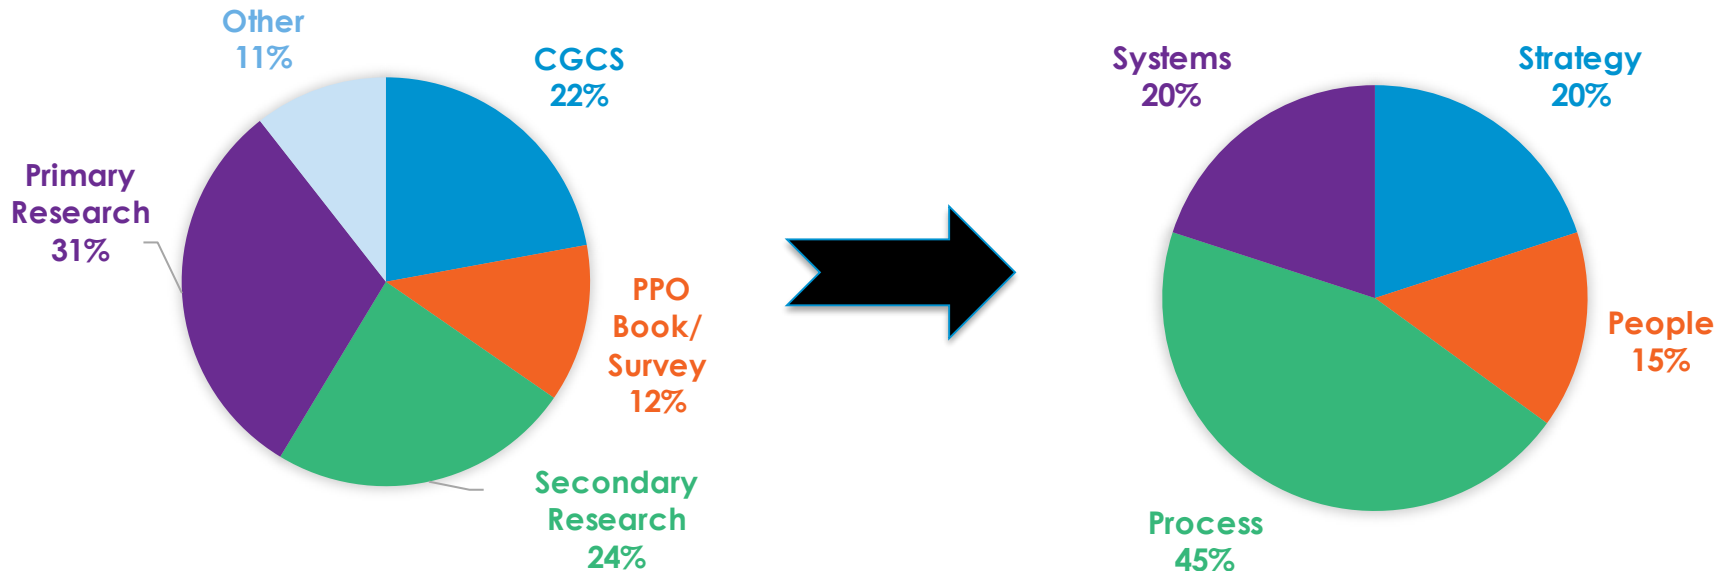 Other
11%
CGCS
22%
Primary
Research
31%
PPO
Book/
Survey
12%
Secondary
Research
24%
Systems
20%
Strategy
20%
People
15%
Process
45%